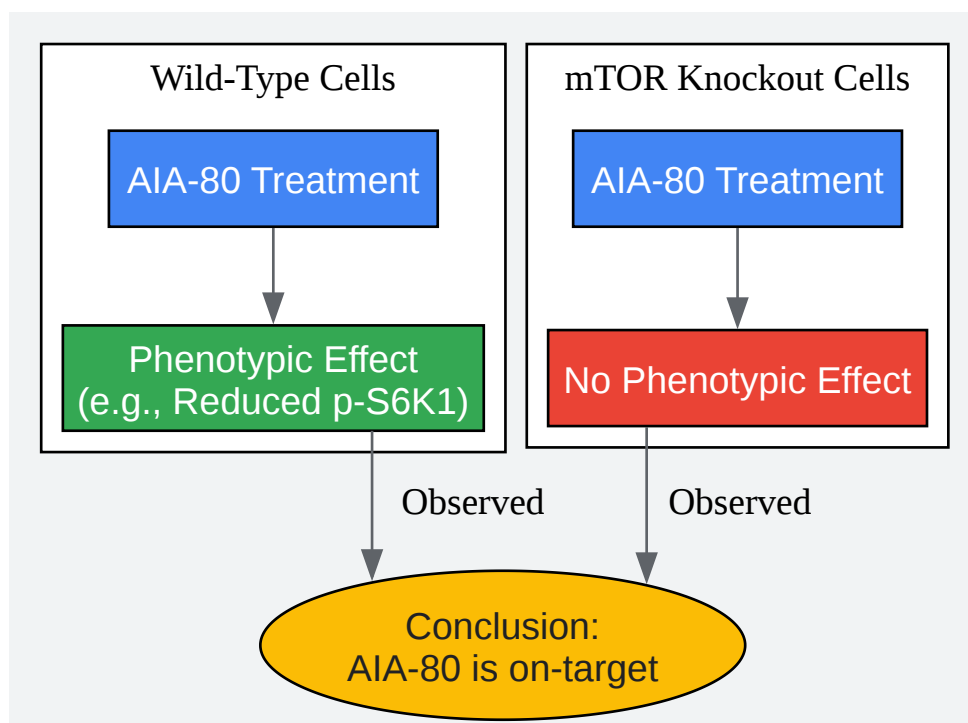 Wild-Type Cells
AIA-80 Treatment
Phenotypic Effect
(e.g., Reduced p-S6K1)
mTOR Knockout Cells
AIA-80 Treatment
No Phenotypic Effect
Observed
Observed
Conclusion:
AIA-80 is on-target